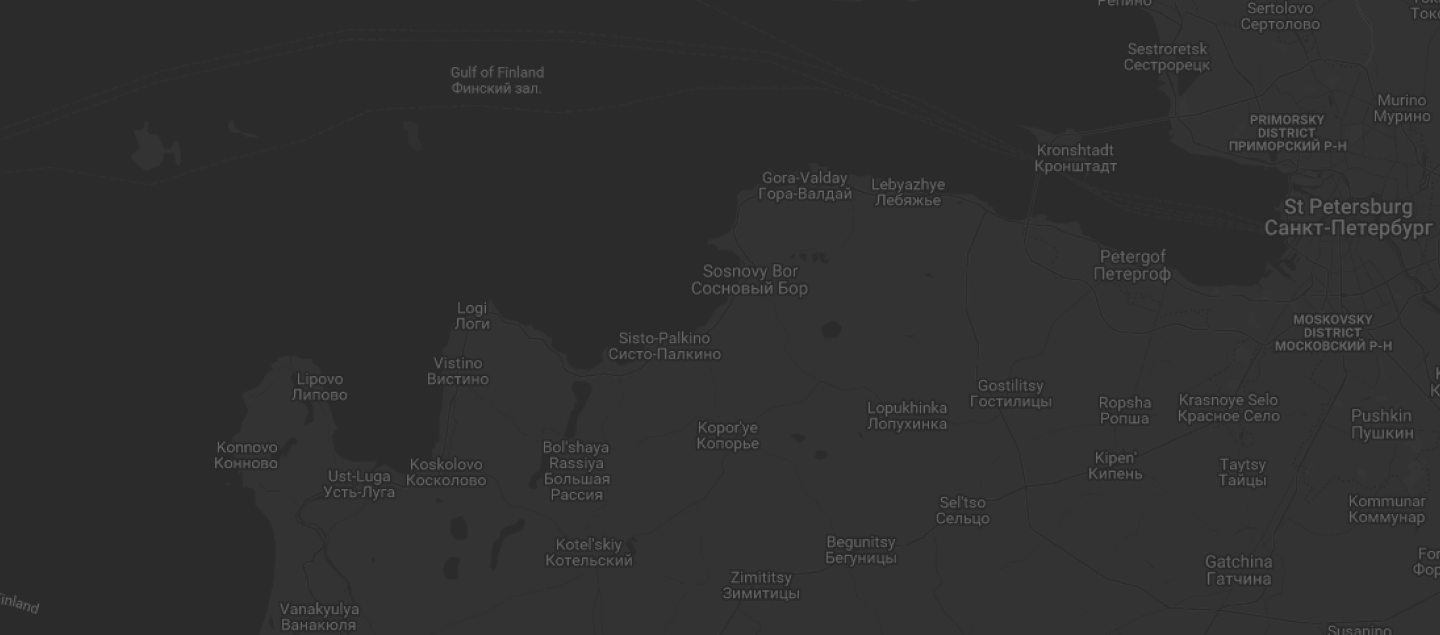 Репино
Sertolovo
Сертолово
Sestroretsk
Сестрорецк
Gulf of Finland
Финский зал.
Murino
Мурино
PRIMORSKY
DISTRICT
ПРИМОРСКИЙ Р-Н
Kronshtadt
Кронштадт
Gora-Valday
Гора-Валдай
Lebyazhye
Лебяжье
St Petersburg
Санкт-Петербург
Petergof
Петергоф
Sosnovy Bor
Сосновый Бор
Logi
Логи
MOSKOVSKY
DISTRICT
МОСКОВСКИЙ Р-Н
Sisto-Palkino
Систо-Палкино
Vistino
Вистино
Lipovo
Липово
Gostilitsy
Гостилицы
Ropsha
Ропша
Krasnoye Selo
Красное Село
Lopukhinka
Лопухинка
Pushkin
Пушкин
Kopor'ye
Копорье
Konnovo
Конново
Bol'shaya
Rassiya
Большая
Рассия
Koskolovo
Косколово
Ust-Luga
Усть-Луга
Kipen'
Кипень
Taytsy
Тайцы
Kommunar
Коммунар
Sel'tso
Сельцо
Begunitsy
Бегуницы
Kotel'skiy
Котельский
Gatchina
Гатчина
Zimititsy
Зимитицы
Vanakyulya
Ванакюля
Susanino